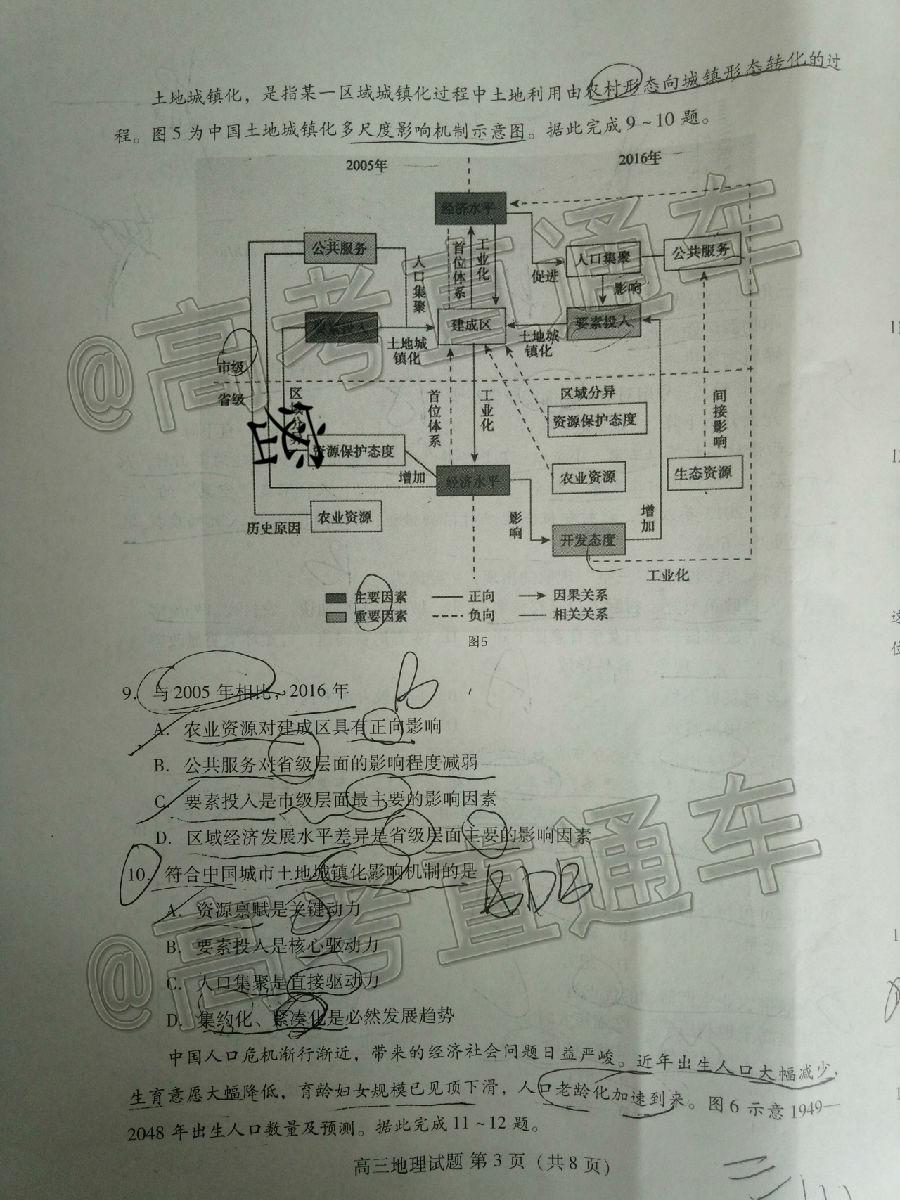 土地城镇化，是指某一区域城镇化过程中土地利用由农村形态向城镇形态转化的过
程。图5为中国土地城镇化多尺度影响机制示意图。据此完成9~10题。
2005年
2016年
经济水平
公共服务
人口集聚
首位体系
工业化
促进
人口集聚
公共服务
影响
建成区
要素投入
土地城镇化
土地城镇化
市级
省级
区域分异
资源保护态度
首位体系
工业化
区域分异
资源保护态度
间接影响
增加
经济水平
农业资源
生态资源
历史原因
农业资源
影响
开发态度
增加
工业化
主要因素
正向
因果关系
重要因素
负向
相关关系
图5
密
9. 与2005年相比，2016年
A. 农业资源对建成区具有正向影响
B. 公共服务对省级层面的影响程度减弱
C. 要素投入是市级层面最主要的影响因素
D. 区域经济发展水平差异是省级层面主要的影响因素
10. 符合中国城市土地城镇化影响机制的是
A. 资源禀赋是关键动力
B. 要素投入是核心驱动力
C. 人口集聚是直接驱动力
D. 集约化、紧凑化是必然发展趋势
中国人口危机渐行渐近，带来的经济社会问题日益严峻。近年出生人口大幅减少，
生育意愿大幅降低，育龄妇女规模已见顶下滑，人口老龄化加速到来。图6示意1949—
2048年出生人口数量及预测。据此完成11~12题。
高三地理试题 第3页（共8页）
@高考直通车
@高考直通车